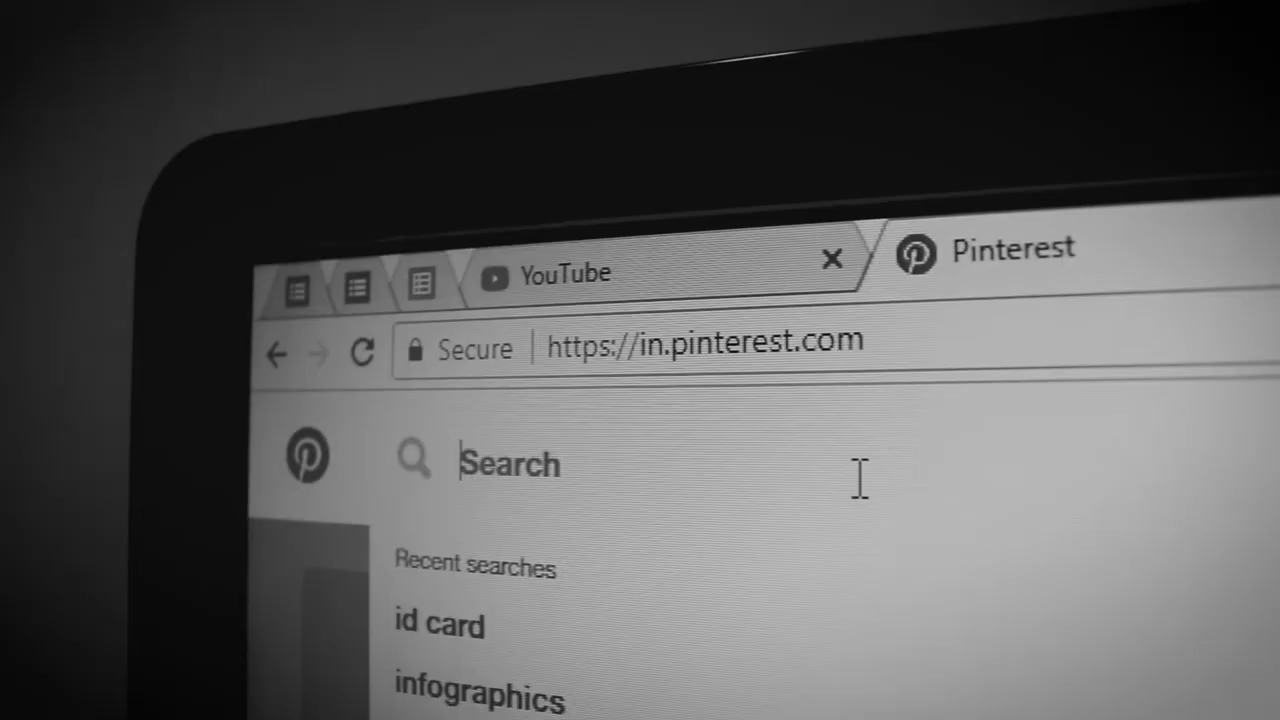 YouTube
Pinterest
Secure
https://in.pinterest.com
Search
Recent searches
id card
infographics